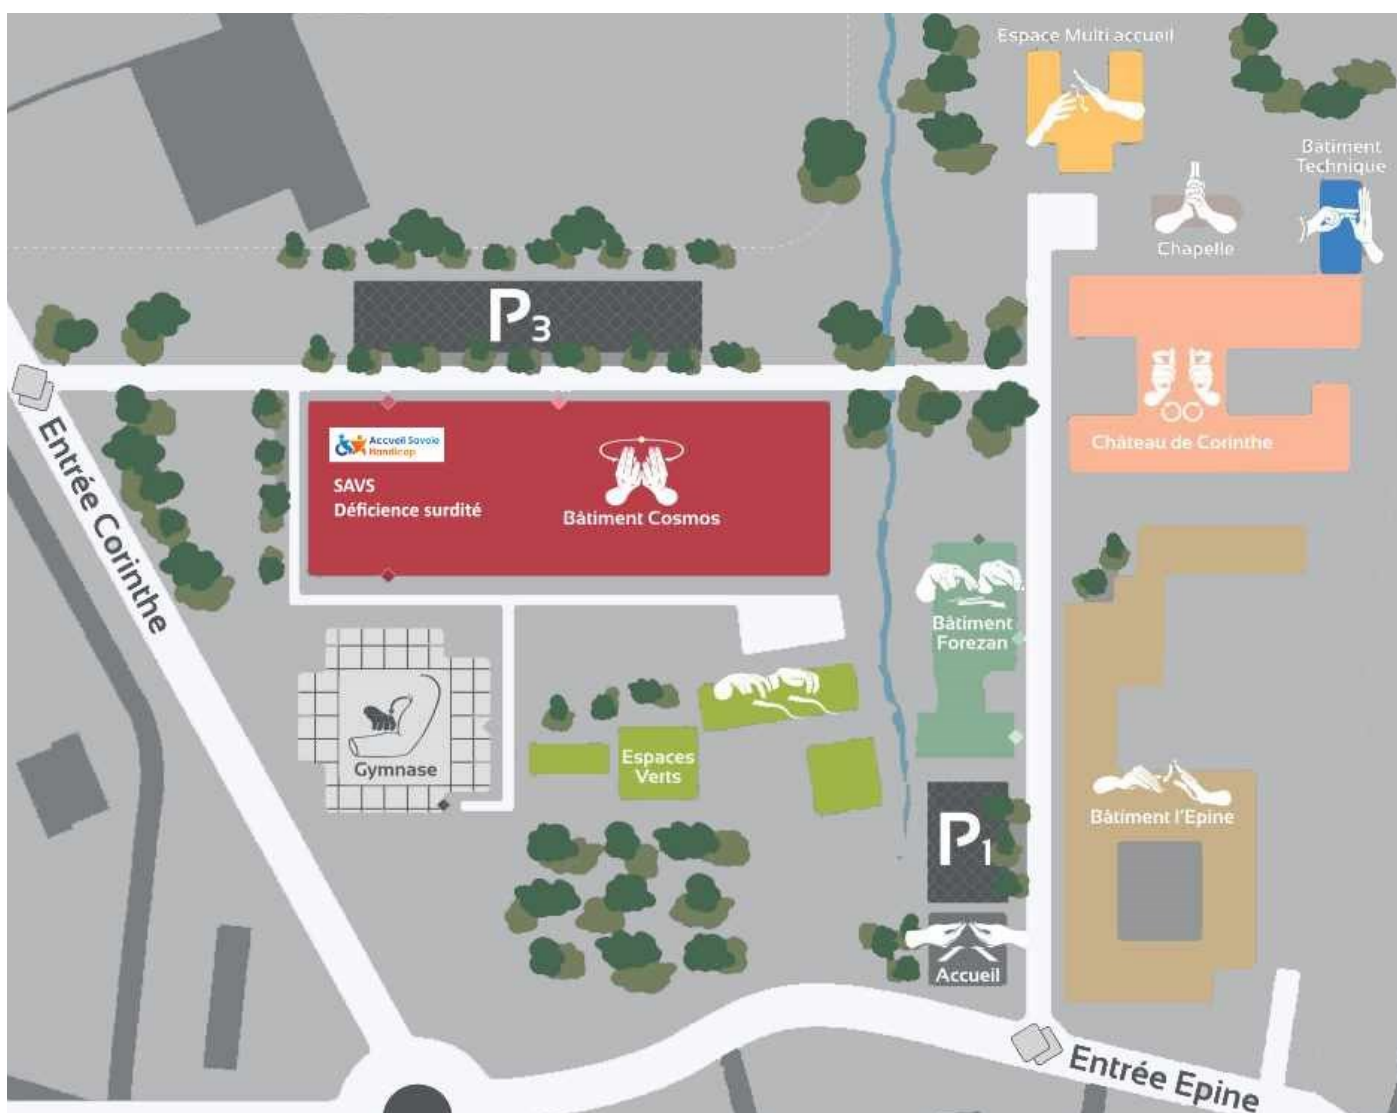 Espace Multi accueil
Bâtiment
Technique
Chapelle
P3
Entrée Corinthe
Accueil Savoie
Handicap
SAVS
Déficience surdité
Bâtiment Cosmos
Château de Corinthe
Bâtiment
Forezan
Gymnase
Espaces
Verts
Bâtiment l'Epine
P1
Accueil
Entrée Epine